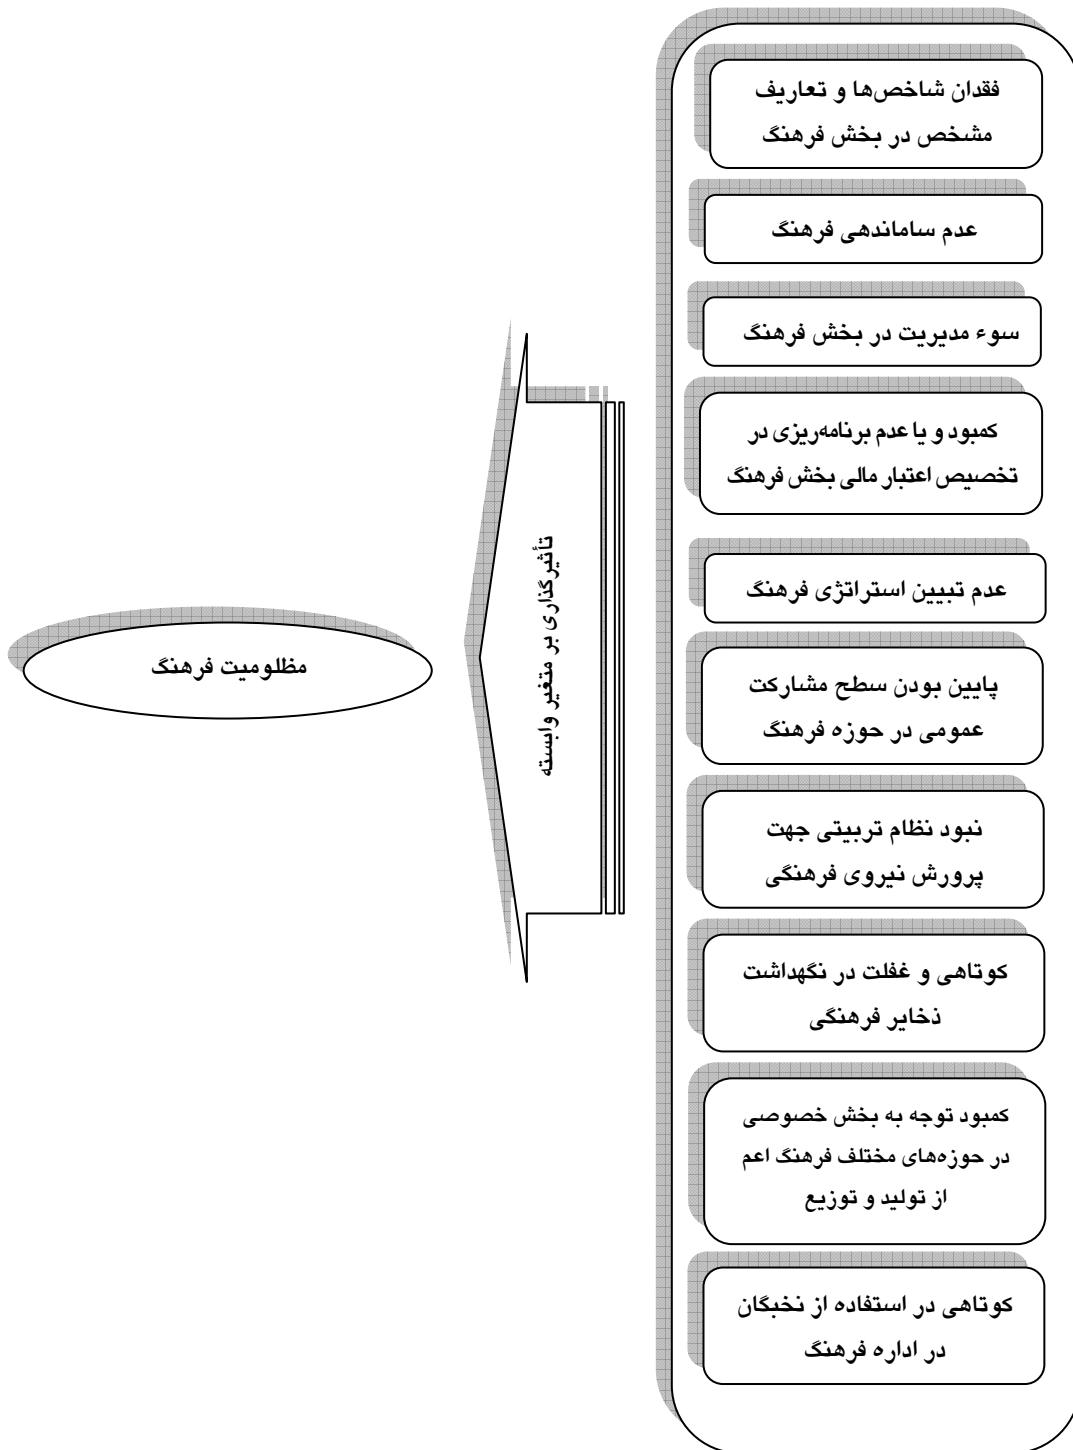 فقدان شاخص‌ها و تعاریف
مشخص در بخش فرهنگ
عدم ساماندهی فرهنگ
سوء مدیریت در بخش فرهنگ
کمبود و یا عدم برنامه‌ریزی در
تخصیص اعتبار مالی بخش فرهنگ
عدم تبیین استراتژی فرهنگ
پایین بودن سطح مشارکت
عمومی در حوزه فرهنگ
نبود نظام تربیتی جهت
پرورش نیروی فرهنگی
کوتاهی و غفلت در نگهداشت
ذخایر فرهنگی
کمبود توجه به بخش خصوصی
در حوزه‌های مختلف فرهنگ اعم
از تولید و توزیع
کوتاهی در استفاده از نخبگان
در اداره فرهنگ
تأثیرگذاری بر متغیر وابسته
مظلومیت فرهنگ